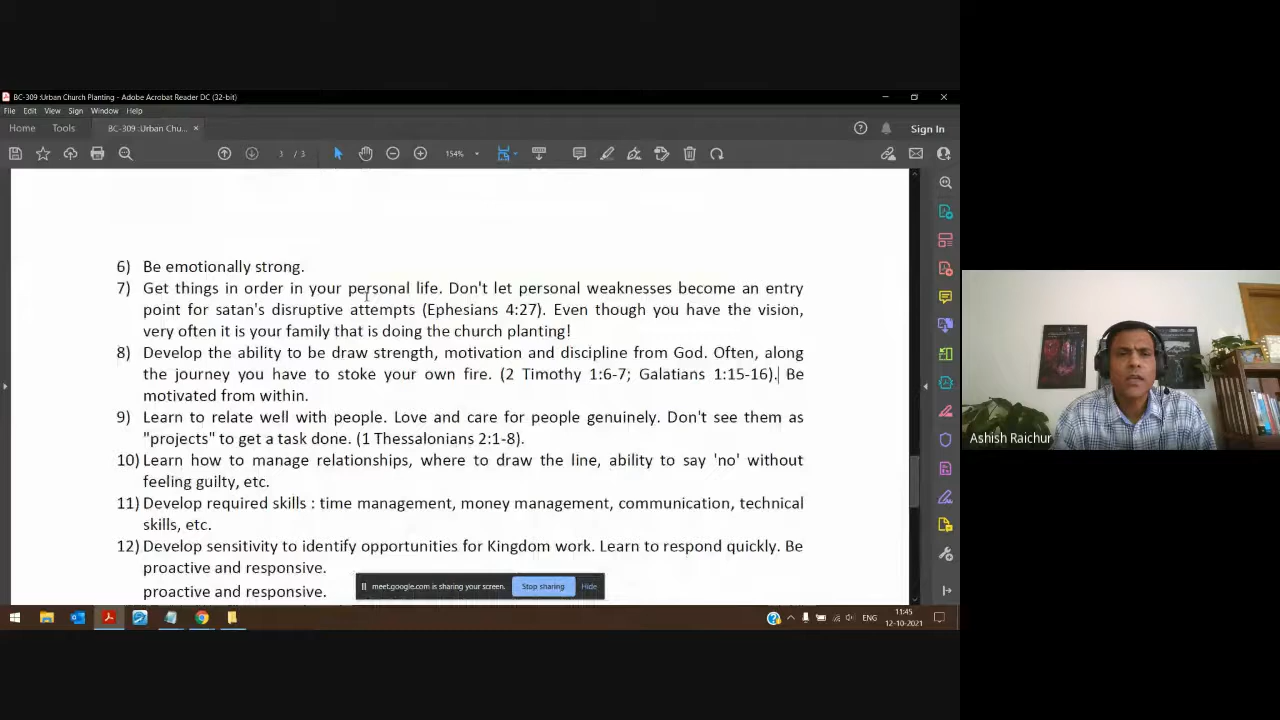 BC-309 :Urban Church Planting - Adobe Acrobat Reader DC (32-bit)
File Edit View Sign Window Help
Home Tools BC-309 :Urban Chu... × Sign In
3 / 3 154%
6) Be emotionally strong.
7) Get things in order in your personal life. Don't let personal weaknesses become an entry
point for satan's disruptive attempts (Ephesians 4:27). Even though you have the vision,
very often it is your family that is doing the church planting!
8) Develop the ability to be draw strength, motivation and discipline from God. Often, along
the journey you have to stoke your own fire. (2 Timothy 1:6-7; Galatians 1:15-16). Be
motivated from within.
9) Learn to relate well with people. Love and care for people genuinely. Don't see them as
"projects" to get a task done. (1 Thessalonians 2:1-8).
10) Learn how to manage relationships, where to draw the line, ability to say 'no' without
feeling guilty, etc.
11) Develop required skills : time management, money management, communication, technical
skills, etc.
12) Develop sensitivity to identify opportunities for Kingdom work. Learn to respond quickly. Be
proactive and responsive.
proactive and responsive.
meet.google.com is sharing your screen. Stop sharing Hide
ENG 11:45
12-10-2021
Ashish Raichur